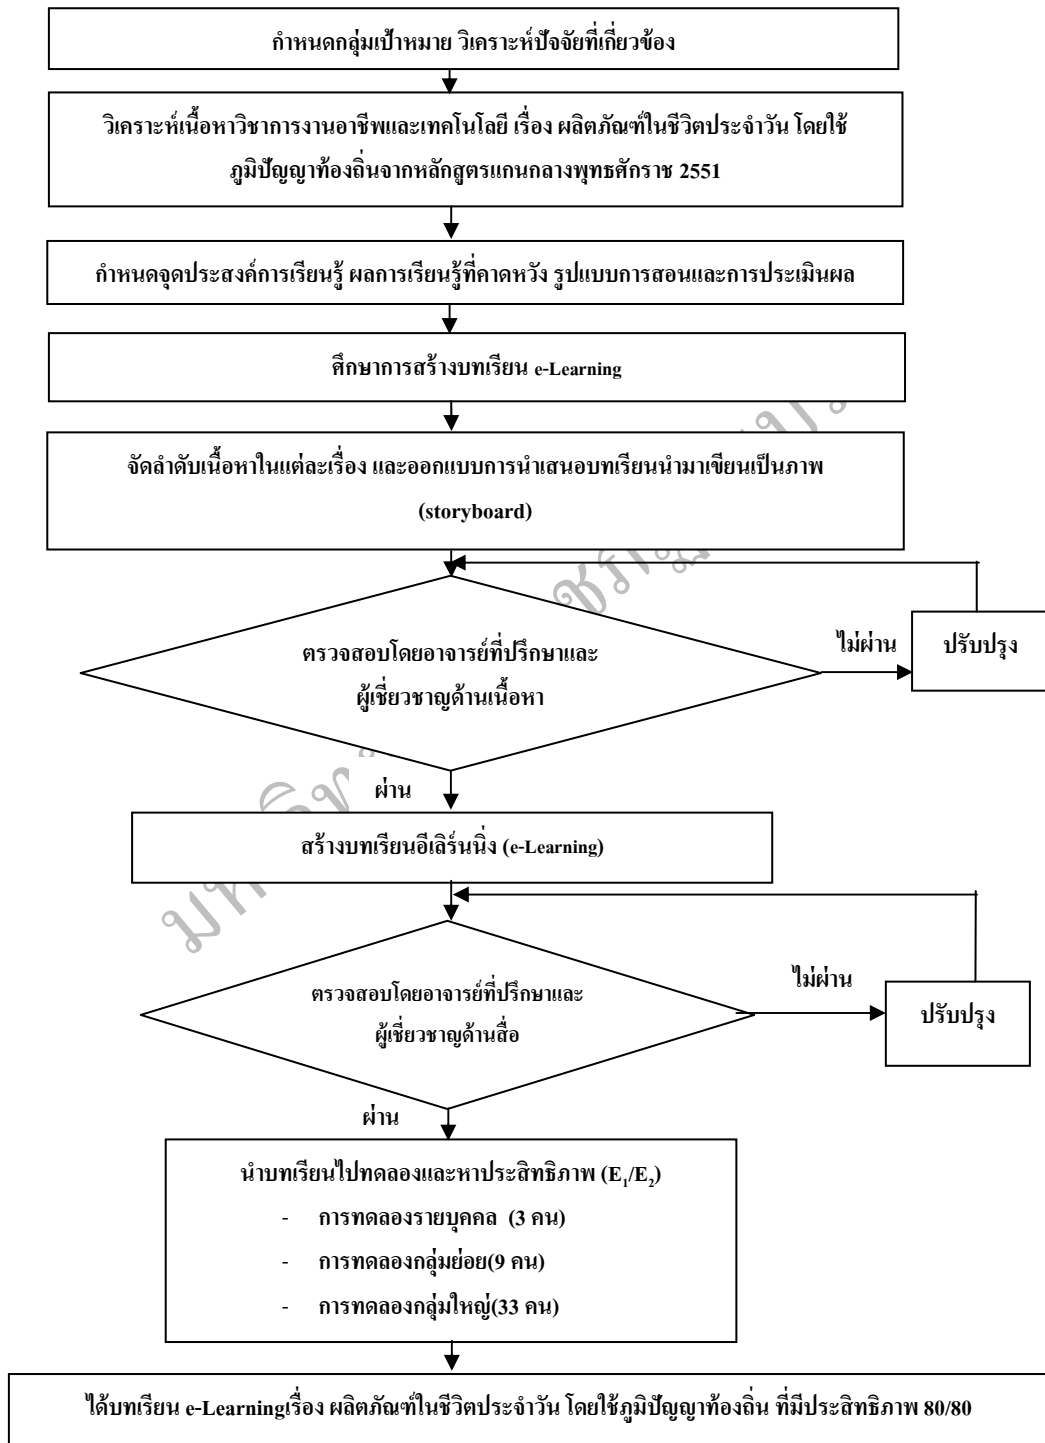 กำหนดกลุ่มเป้าหมาย วิเคราะห์ปัจจัยที่เกี่ยวข้อง
วิเคราะห์เนื้อหาวิชาการงานอาชีพและเทคโนโลยี เรื่อง ผลิตภัณฑ์ในชีวิตประจำวัน โดยใช้
ภูมิปัญญาท้องถิ่นจากหลักสูตรแกนกลางพุทธศักราช 2551
กำหนดจุดประสงค์การเรียนรู้ ผลการเรียนรู้ที่คาดหวัง รูปแบบการสอนและการประเมินผล
ศึกษาการสร้างบทเรียน e-Learning
จัดลำดับเนื้อหาในแต่ละเรื่อง และออกแบบการนำเสนอบทเรียนนำมาเขียนเป็นภาพ
(storyboard)
ตรวจสอบโดยอาจารย์ที่ปรึกษาและ
ผู้เชี่ยวชาญด้านเนื้อหา
ไม่ผ่าน
ปรับปรุง
ผ่าน
สร้างบทเรียนอีเลิร์นนิ่ง (e-Learning)
ตรวจสอบโดยอาจารย์ที่ปรึกษาและ
ผู้เชี่ยวชาญด้านสื่อ
ไม่ผ่าน
ปรับปรุง
ผ่าน
นำบทเรียนไปทดลองและหาประสิทธิภาพ (E₁/E₂)
- การทดลองรายบุคคล (3 คน)
- การทดลองกลุ่มย่อย(9 คน)
- การทดลองกลุ่มใหญ่(33 คน)
ได้บทเรียน e-Learningเรื่อง ผลิตภัณฑ์ในชีวิตประจำวัน โดยใช้ภูมิปัญญาท้องถิ่น ที่มีประสิทธิภาพ 80/80